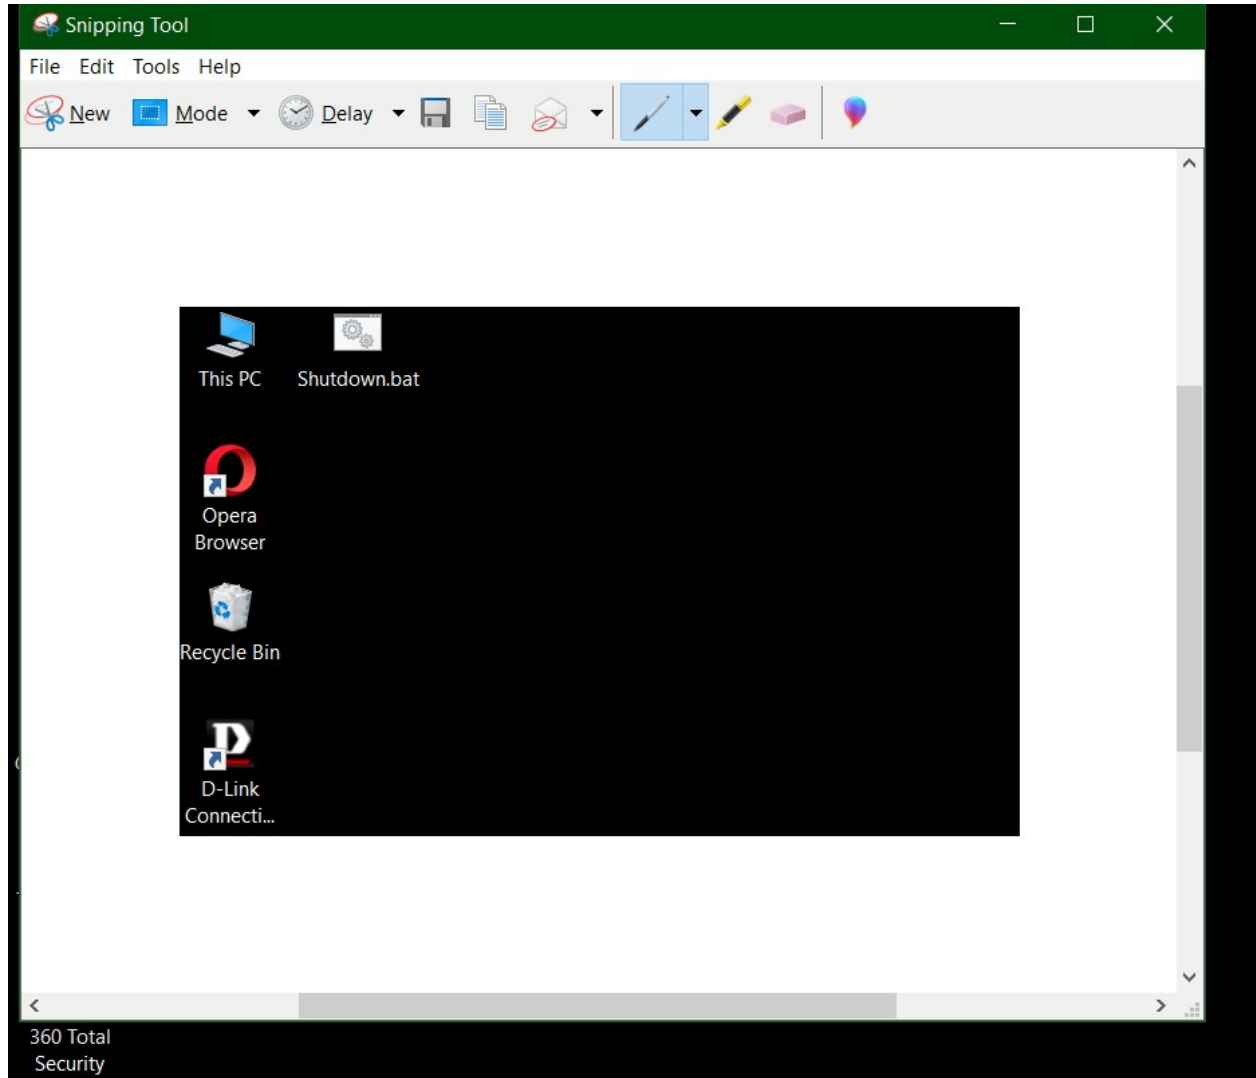 Snipping Tool
File Edit Tools Help
New Mode Delay
This PC
Shutdown.bat
Opera
Browser
Recycle Bin
D-Link
Connecti...
360 Total
Security